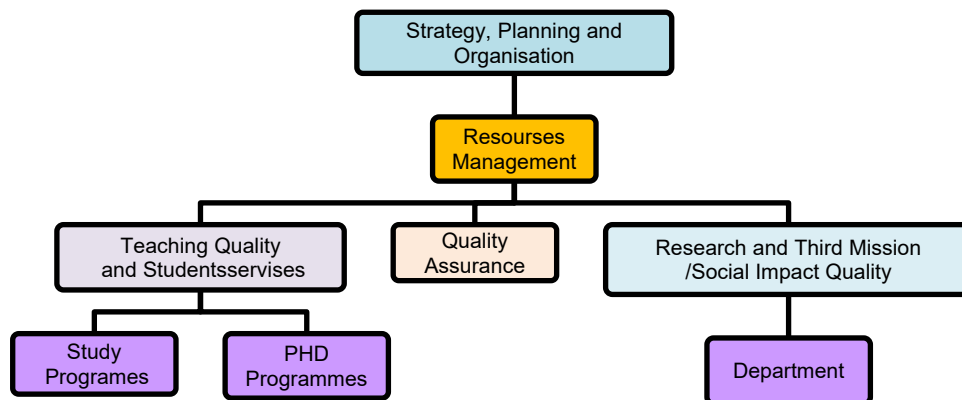 Strategy, Planning and
Organisation
Resourses
Management
Teaching Quality
and Studentsservises
Quality
Assurance
Research and Third Mission
/Social Impact Quality
Study
Programes
PHD
Programmes
Department